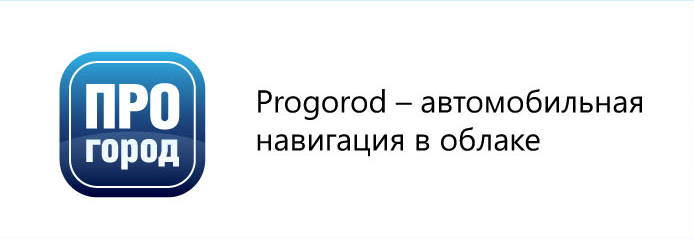 ПРО
город
Progorod – автомобильная
навигация в облаке